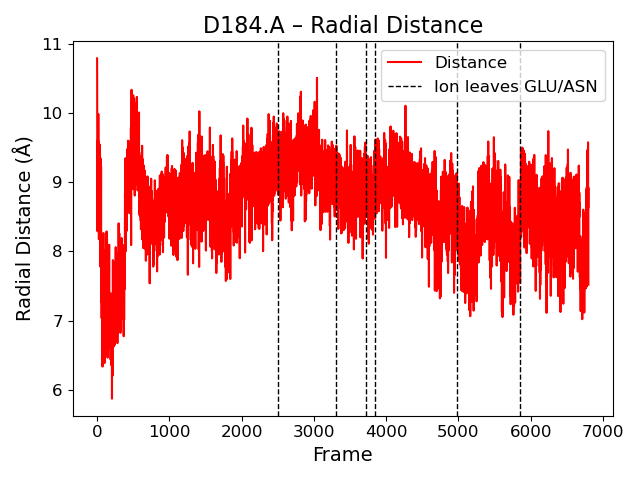 D184.A – Radial Distance
11
10
9
8
7
6
Radial Distance (Å)
Distance
Ion leaves GLU/ASN
0 1000 2000 3000 4000 5000 6000 7000
Frame